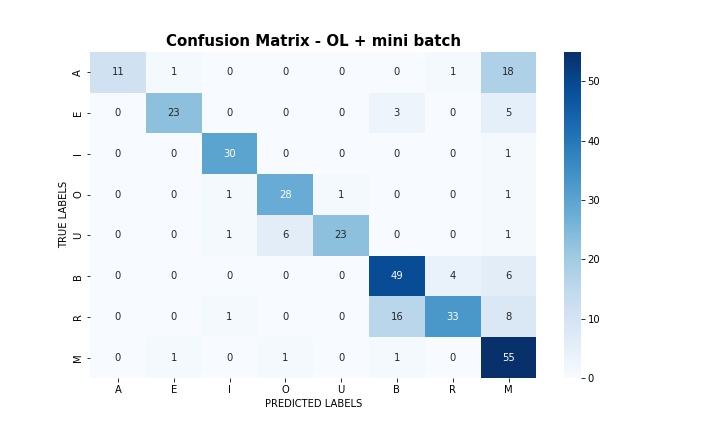 Confusion Matrix - OL + mini batch
TRUE LABELS
A 11 1 0 0 0 0 1 18
E 0 23 0 0 0 3 0 5
I 0 0 30 0 0 0 0 1
O 0 0 1 28 1 0 0 1
U 0 0 1 6 23 0 0 1
B 0 0 0 0 0 49 4 6
R 0 0 1 0 0 16 33 8
M 0 1 0 1 0 1 0 55
A E I O U B R M
PREDICTED LABELS
50
40
30
20
10
0